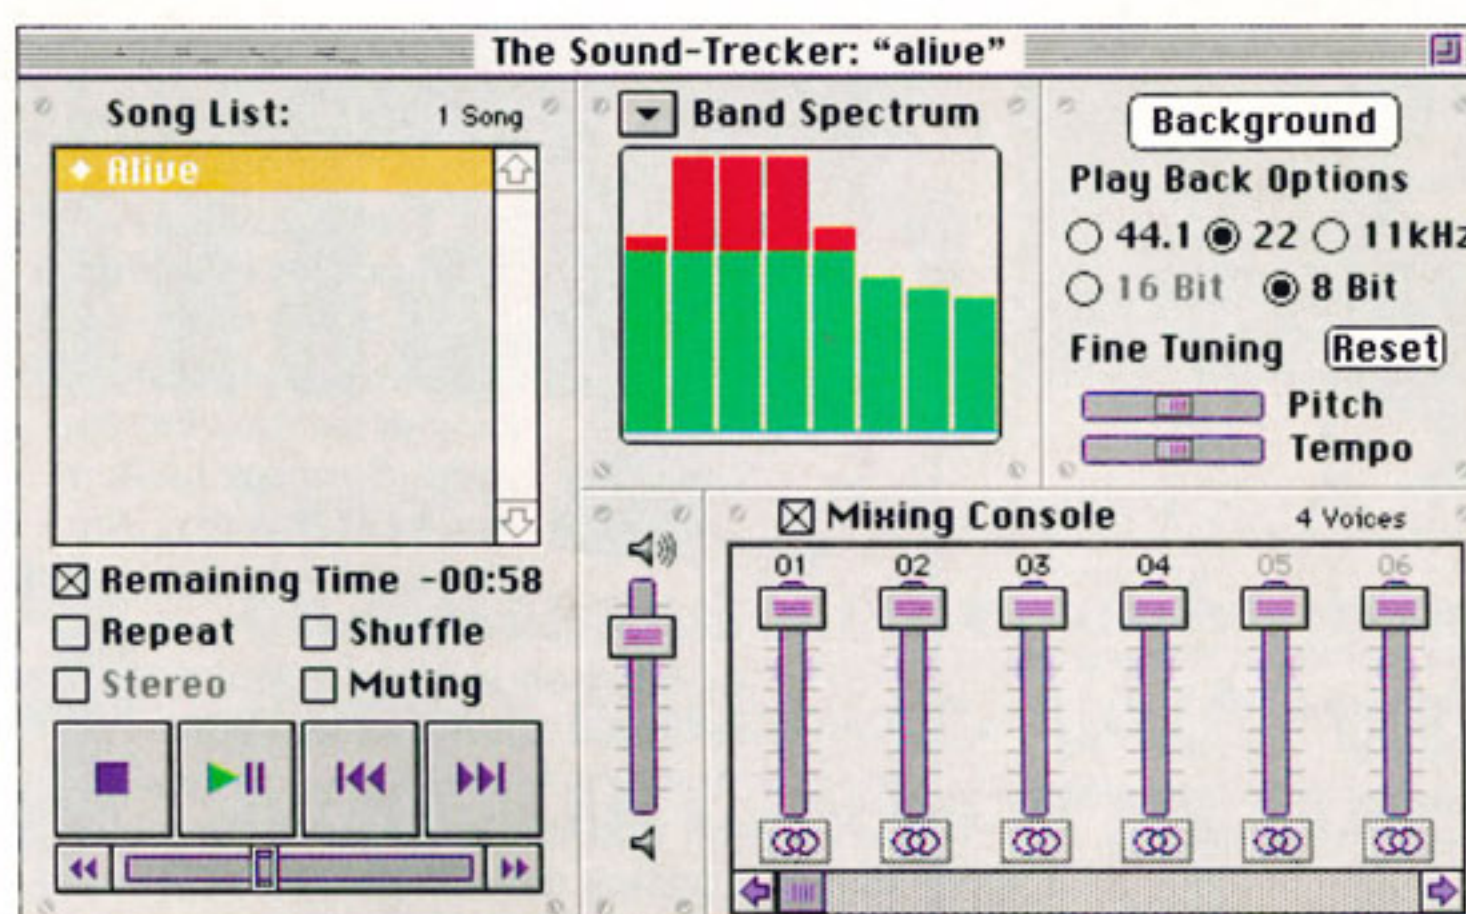 The Sound-Trecker: “alive”
Song List: 1 Song
Alive
Remaining Time -00:58
Repeat Shuffle
Stereo Muting
Band Spectrum
Background
Play Back Options
44.1 22 11kHz
16 Bit 8 Bit
Fine Tuning Reset
Pitch
Tempo
Mixing Console 4 Voices
01 02 03 04 05 06